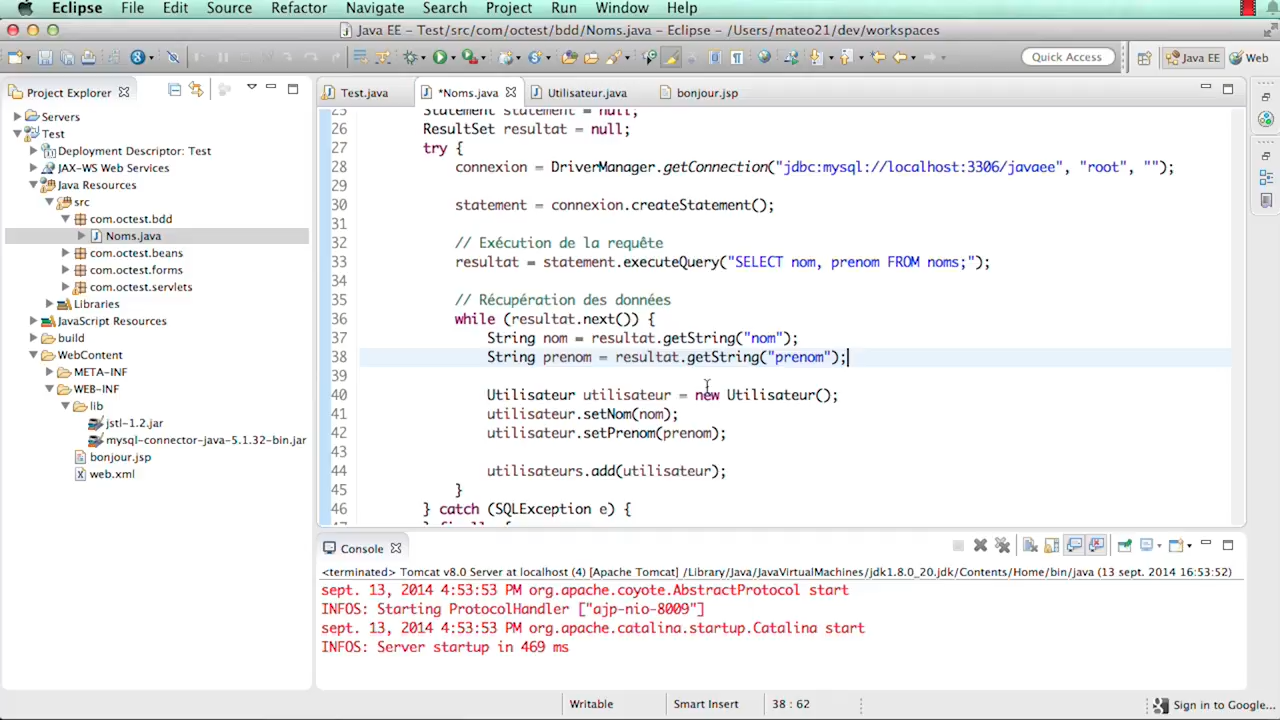 Eclipse File Edit Source Refactor Navigate Search Project Run Window Help
Java EE - Test/src/com/octest/bdd/Noms.java - Eclipse - /Users/mateo21/dev/workspaces
Quick Access
Java EE
Web
Project Explorer
Servers
Test
Deployment Descriptor: Test
JAX-WS Web Services
Java Resources
src
com.octest.bdd
Noms.java
com.octest.beans
com.octest.forms
com.octest.servlets
Libraries
JavaScript Resources
build
WebContent
META-INF
WEB-INF
lib
jstl-1.2.jar
mysql-connector-java-5.1.32-bin.jar
bonjour.jsp
web.xml
Test.java
*Noms.java
Utilisateur.java
bonjour.jsp
25 Statement statement = null;
26 ResultSet resultat = null;
27 try {
28 connexion = DriverManager.getConnection("jdbc:mysql://localhost:3306/javaee", "root", "");
29
30 statement = connexion.createStatement();
31
32 // Exécution de la requête
33 resultat = statement.executeQuery("SELECT nom, prenom FROM noms;");
34
35 // Récupération des données
36 while (resultat.next()) {
37 String nom = resultat.getString("nom");
38 String prenom = resultat.getString("prenom");
39
40 Utilisateur utilisateur = new Utilisateur();
41 utilisateur.setNom(nom);
42 utilisateur.setPrenom(prenom);
43
44 utilisateurs.add(utilisateur);
45 }
46 } catch (SQLException e) {
47 } finally {
Console
<terminated> Tomcat v8.0 Server at localhost (4) [Apache Tomcat] /Library/Java/JavaVirtualMachines/jdk1.8.0_20.jdk/Contents/Home/bin/java (13 sept. 2014 16:53:52)
sept. 13, 2014 4:53:53 PM org.apache.coyote.AbstractProtocol start
INFOS: Starting ProtocolHandler ["ajp-nio-8009"]
sept. 13, 2014 4:53:53 PM org.apache.catalina.startup.Catalina start
INFOS: Server startup in 469 ms
Writable
Smart Insert
38 : 62
Sign in to Google...